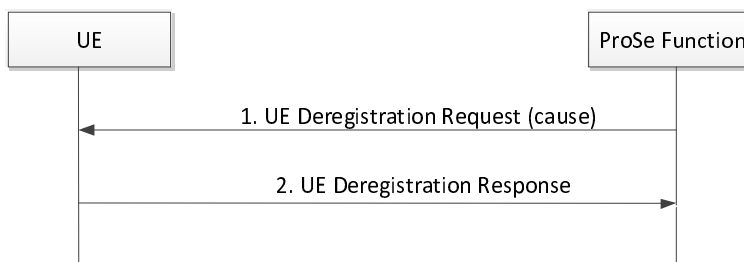 UE
ProSe Function
1. UE Deregistration Request (cause)
2. UE Deregistration Response